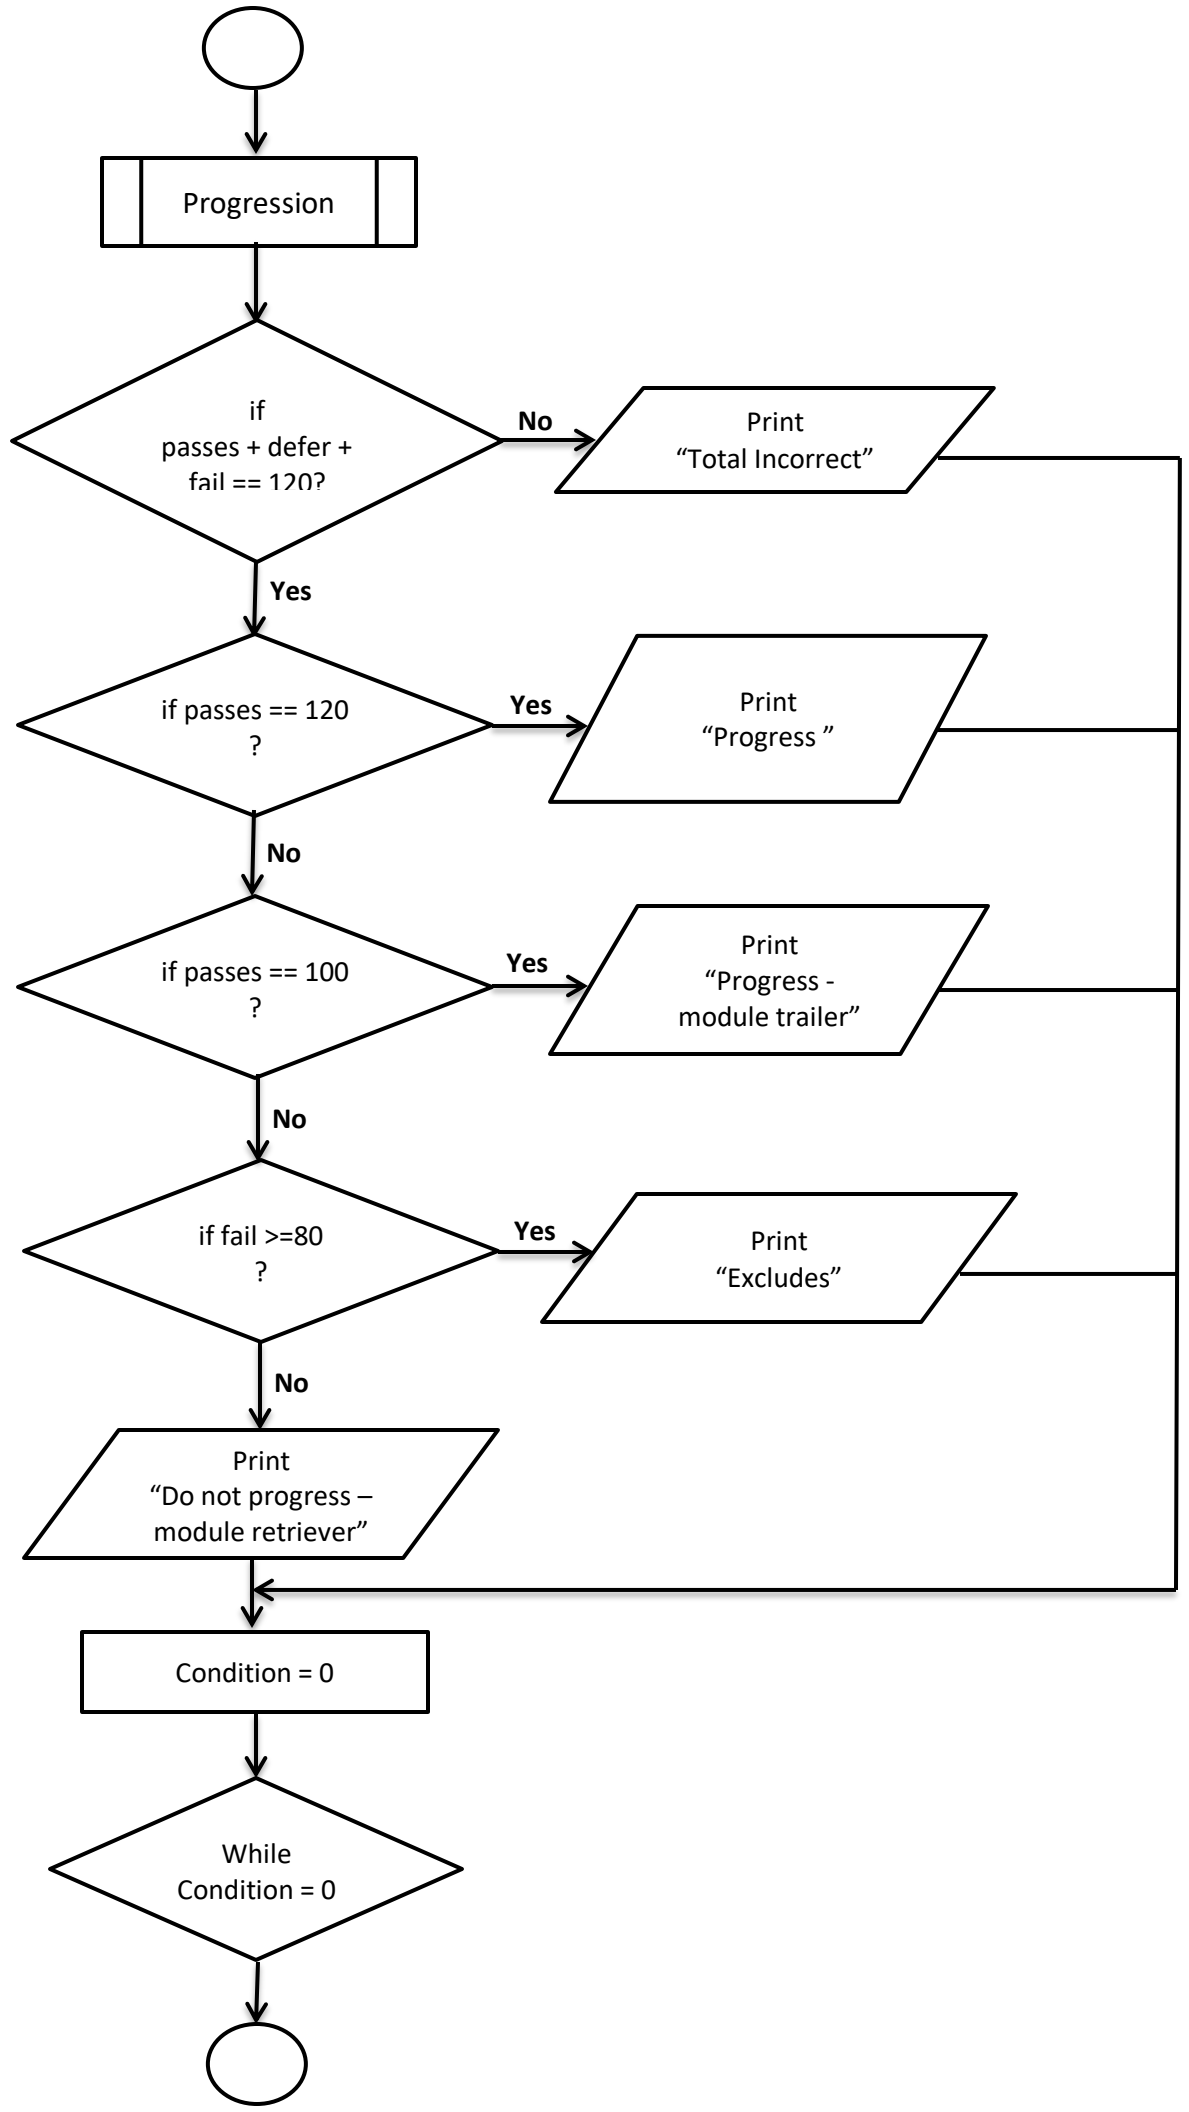 Progression
if
passes + defer +
fail == 120?
No
Print
“Total Incorrect”
Yes
if passes == 120
?
Yes
Print
“Progress ”
No
if passes == 100
?
Yes
Print
“Progress -
module trailer”
No
if fail >=80
?
Yes
Print
“Excludes”
No
Print
“Do not progress –
module retriever”
Condition = 0
While
Condition = 0